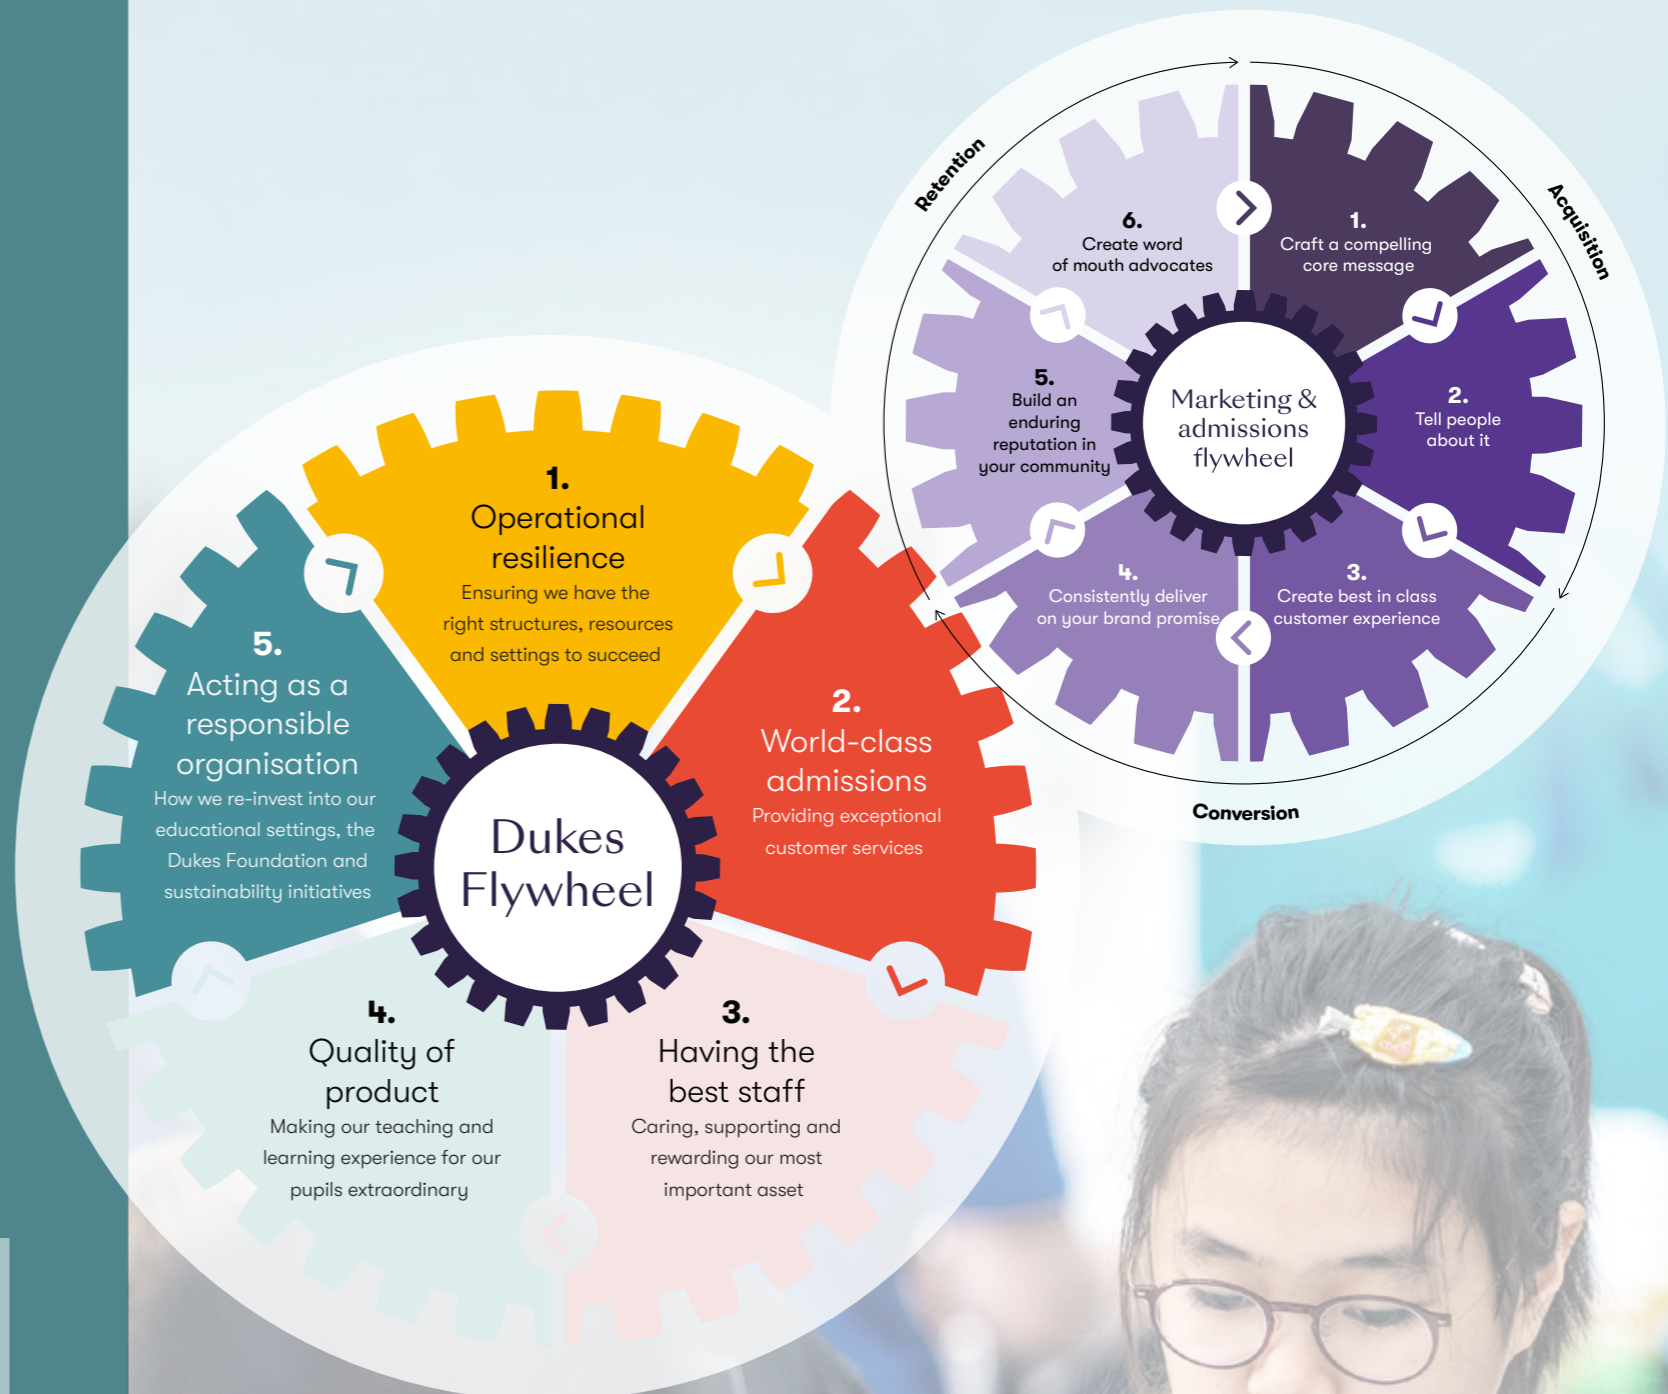 Dukes
Flywheel
1.
Operational
resilience
Ensuring we have the
right structures, resources
and settings to succeed
2.
World-class
admissions
Providing exceptional
customer services
3.
Having the
best staff
Caring, supporting and
rewarding our most
important asset
4.
Quality of
product
Making our teaching and
learning experience for our
pupils extraordinary
5.
Acting as a
responsible
organisation
How we re-invest into our
educational settings, the
Dukes Foundation and
sustainability initiatives
Marketing &
admissions
flywheel
Acquisition
1.
Craft a compelling
core message
2.
Tell people
about it
Conversion
3.
Create best in class
customer experience
4.
Consistently deliver
on your brand promise
Retention
5.
Build an
enduring
reputation in
your community
6.
Create word
of mouth advocates